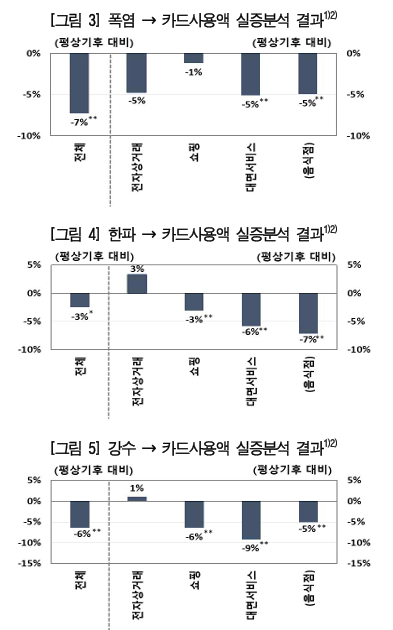 [그림 3] 폭염 → 카드사용액 실증분석 결과1)2)
(평상기후 대비) (평상기후 대비)
0% 0%
-5% -5%
-10% -10%
-7%** -5% -1% -5%** -5%**
전체 전자상거래 쇼핑 대면서비스 (음식점)
[그림 4] 한파 → 카드사용액 실증분석 결과1)2)
(평상기후 대비) (평상기후 대비)
5% 5%
0% 0%
-5% -5%
-10% -10%
-3%* 3% -3%** -6%** -7%**
전체 전자상거래 쇼핑 대면서비스 (음식점)
[그림 5] 강수 → 카드사용액 실증분석 결과1)2)
(평상기후 대비) (평상기후 대비)
5% 5%
0% 0%
-5% -5%
-10% -10%
-15% -15%
-6%** 1% -6%** -9%** -5%**
전체 전자상거래 쇼핑 대면서비스 (음식점)